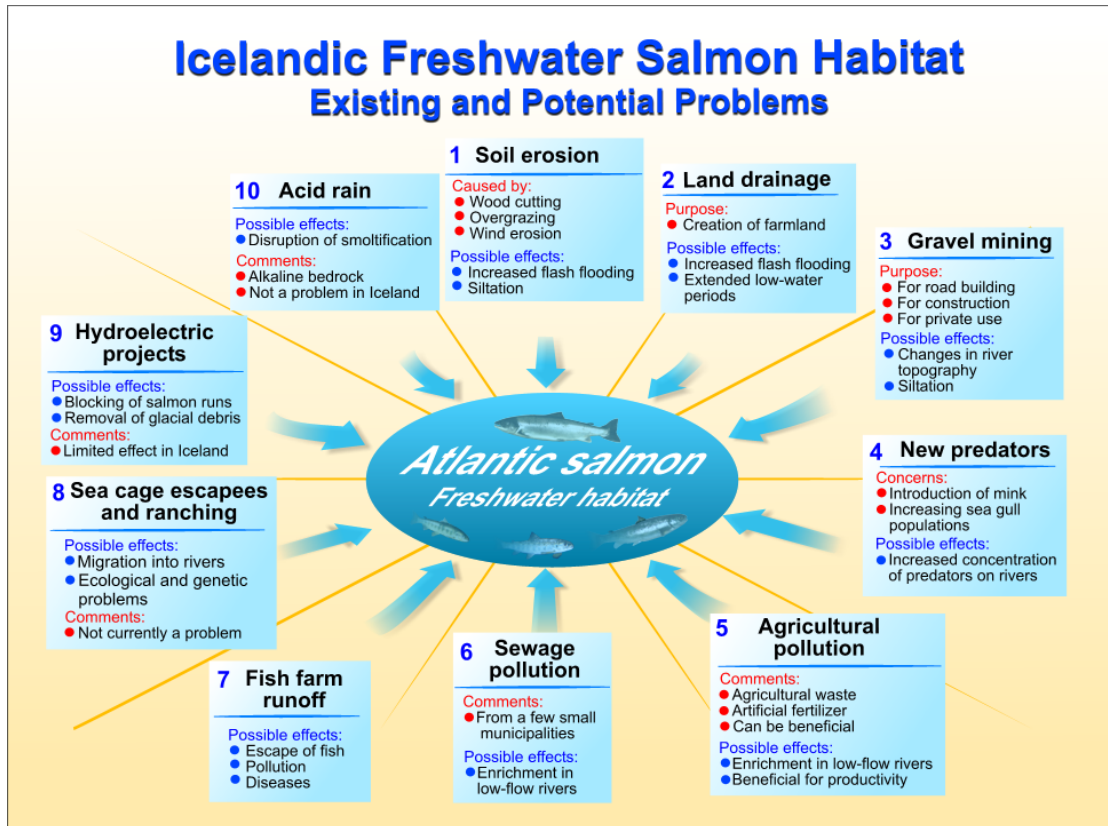 Icelandic Freshwater Salmon Habitat
Existing and Potential Problems
1 Soil erosion
Caused by:
Wood cutting
Overgrazing
Wind erosion
Possible effects:
Increased flash flooding
Siltation
2 Land drainage
Purpose:
Creation of farmland
Possible effects:
Increased flash flooding
Extended low-water
periods
3 Gravel mining
Purpose:
For road building
For construction
For private use
Possible effects:
Changes in river
topography
Siltation
4 New predators
Concerns:
Introduction of mink
Increasing sea gull
populations
Possible effects:
Increased concentration
of predators on rivers
5 Agricultural
pollution
Comments:
Agricultural waste
Artificial fertilizer
Can be beneficial
Possible effects:
Enrichment in low-flow rivers
Beneficial for productivity
6 Sewage
pollution
Comments:
From a few small
municipalities
Possible effects:
Enrichment in
low-flow rivers
7 Fish farm
runoff
Possible effects:
Escape of fish
Pollution
Diseases
8 Sea cage escapees
and ranching
Possible effects:
Migration into rivers
Ecological and genetic
problems
Comments:
Not currently a problem
9 Hydroelectric
projects
Possible effects:
Blocking of salmon runs
Removal of glacial debris
Comments:
Limited effect in Iceland
10 Acid rain
Possible effects:
Disruption of smoltification
Comments:
Alkaline bedrock
Not a problem in Iceland
Atlantic salmon
Freshwater habitat